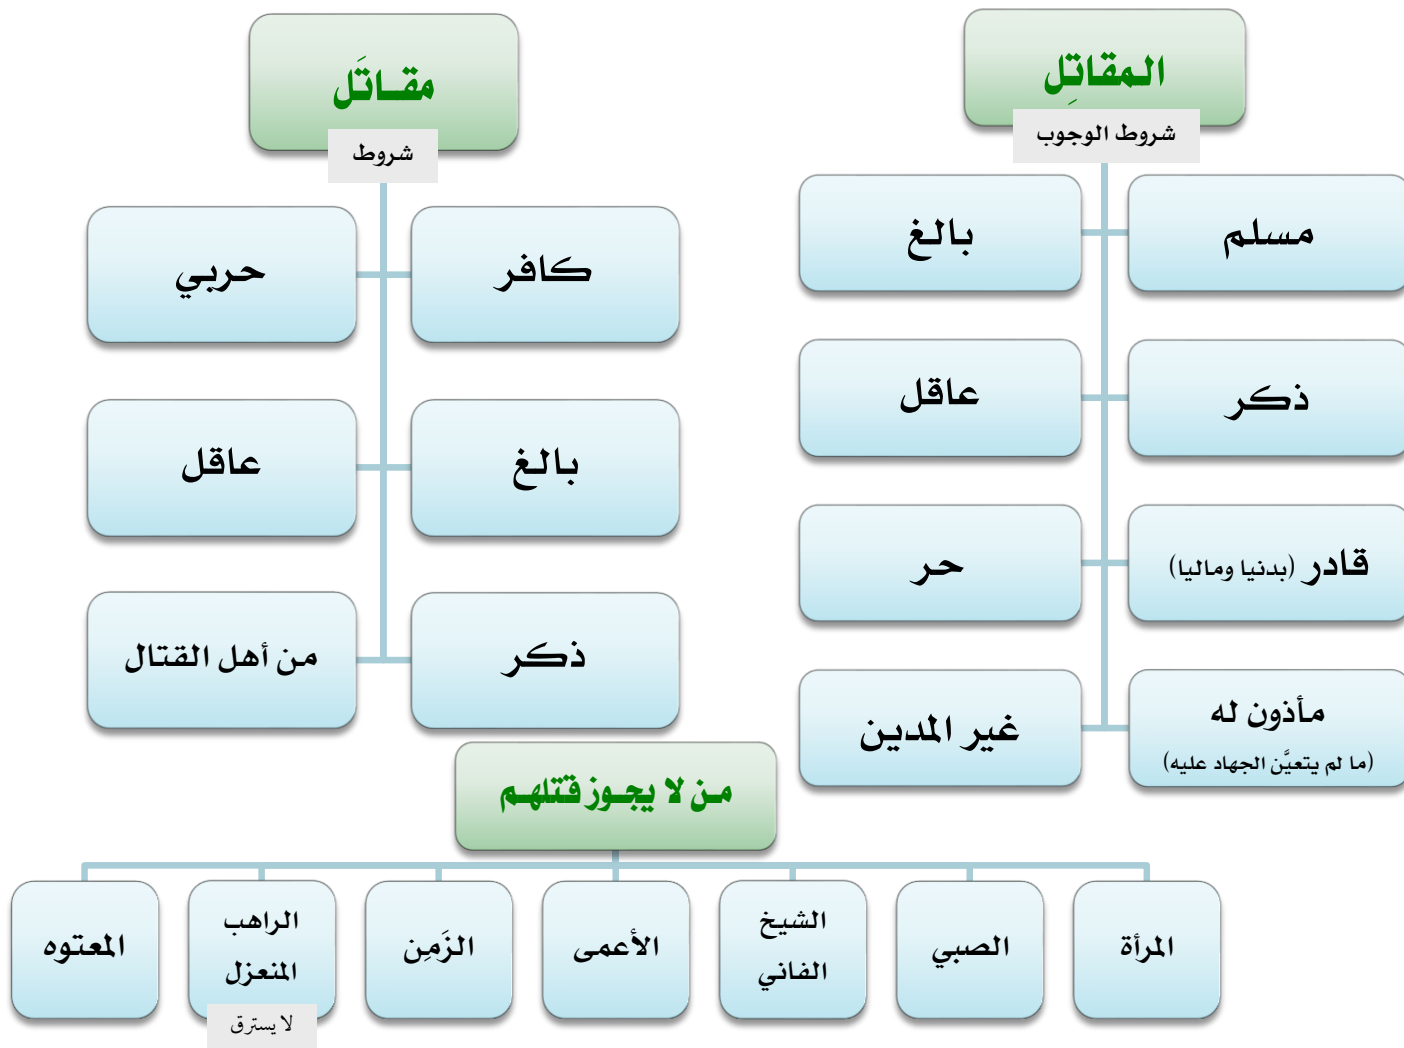 المقاتِل
شروط الوجوب
مسلم
بالغ
ذكر
عاقل
قادر (بدنيا وماليا)
حر
مأذون له
(ما لم يتعيَّن الجهاد عليه)
غير المدين
مقاتَل
شروط
كافر
حربي
بالغ
عاقل
ذكر
من أهل القتال
من لا يجوز قتلهم
المرأة
الصبي
الشيخ
الفاني
الأعمى
الزَمِن
الراهب
المنعزل
لا يسترق
المعتوه